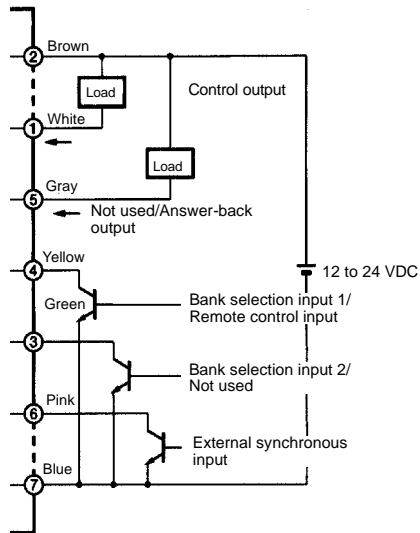 2 Brown
Load
Control output
1 White
Load
Gray
5
Not used/Answer-back
output
Yellow
4
12 to 24 VDC
Green
Bank selection input 1/
Remote control input
3
Bank selection input 2/
Not used
Pink
6
External synchronous
input
Blue
7